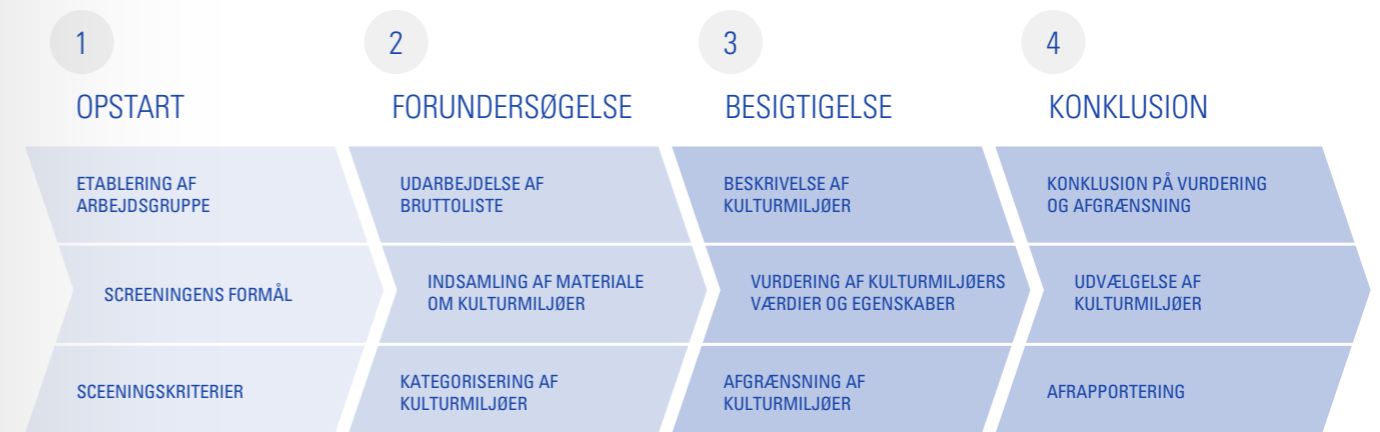 1
OPSTART
ETABLERING AF
ARBEJDSGRUPPE
SCREENINGENS FORMÅL
SCEENINGSKRITERIER
2
FORUNDERSØGELSE
UDARBEJDELSE AF
BRUTTOLISTE
INDSAMLING AF MATERIALE
OM KULTURMILJØER
KATEGORISERING AF
KULTURMILJØER
3
BESIGTIGELSE
BESKRIVELSE AF
KULTURMILJØER
VURDERING AF KULTURMILJØERS
VÆRDIER OG EGENSKABER
AFGRÆNSNING AF
KULTURMILJØER
4
KONKLUSION
KONKLUSION PÅ VURDERING
OG AFGRÆNSNING
UDVÆLGELSE AF
KULTURMILJØER
AFRAPPORTERING